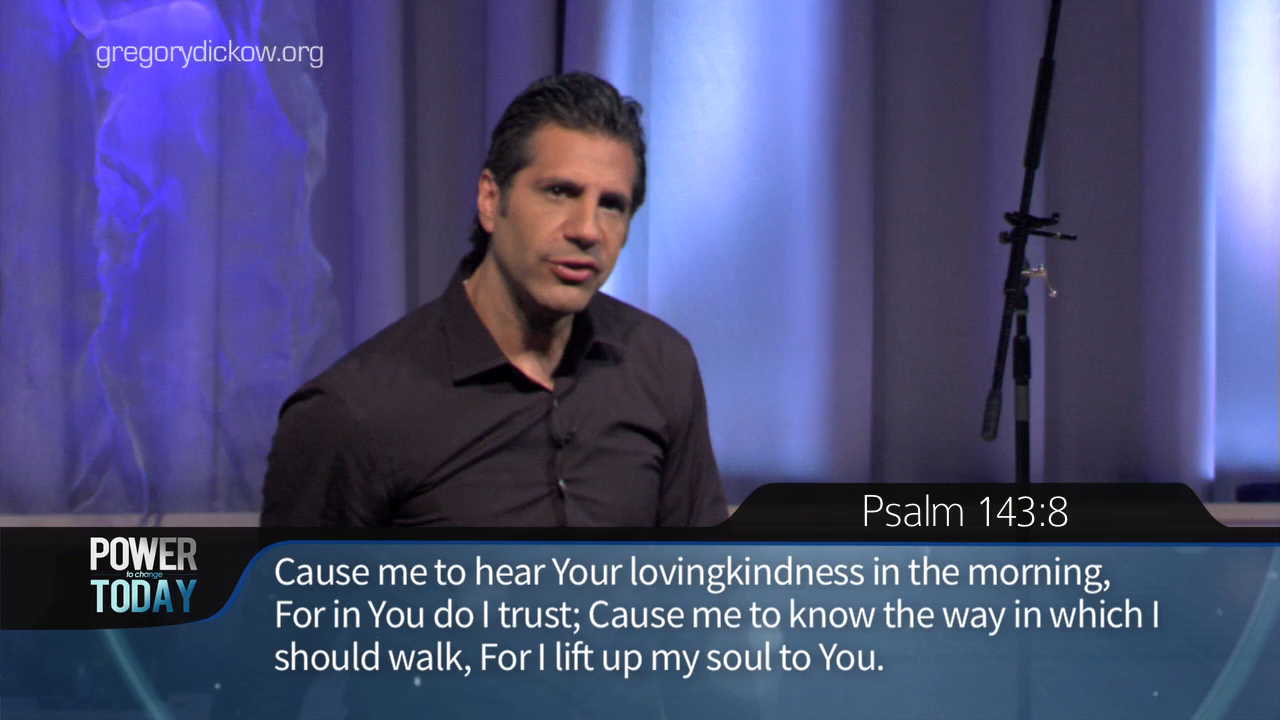 gregorydickow.org
Psalm 143:8
POWER
to change
TODAY
Cause me to hear Your lovingkindness in the morning,
For in You do I trust; Cause me to know the way in which I
should walk, For I lift up my soul to You.